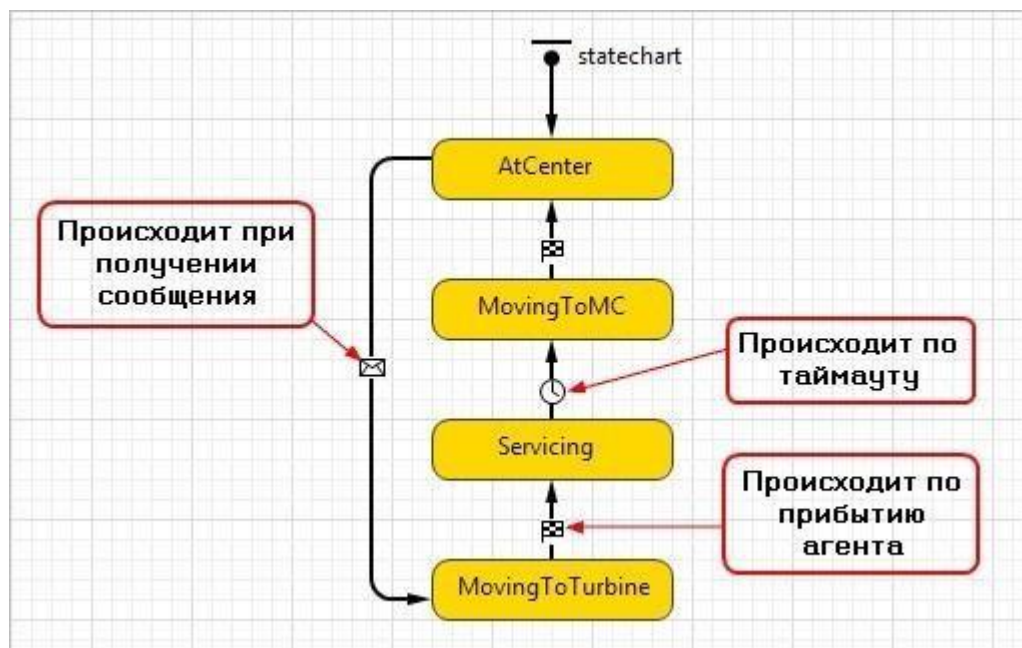 statechart
AtCenter
Происходит при
получении
сообщения
MovingToMC
Происходит по
таймауту
Servicing
Происходит по
прибытию
агента
MovingToTurbine